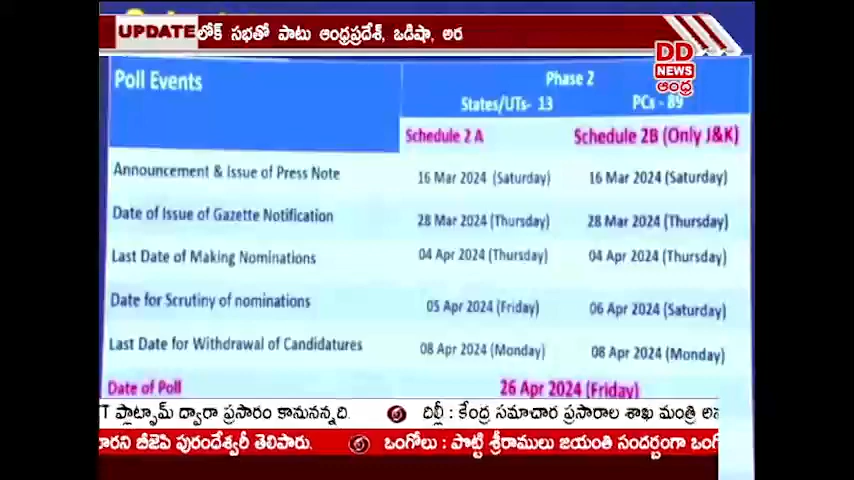 UPDATE లోక్ సభతో పాటు ఆంధ్రప్రదేశ్, ఒడిషా, అర
DD
NEWS
ఆంధ్ర
Poll Events
Phase 2
States/UTs- 13 PCs - 89
Schedule 2 A Schedule 2B (Only J&K)
Announcement & Issue of Press Note 16 Mar 2024 (Saturday) 16 Mar 2024 (Saturday)
Date of Issue of Gazette Notification 28 Mar 2024 (Thursday) 28 Mar 2024 (Thursday)
Last Date of Making Nominations 04 Apr 2024 (Thursday) 04 Apr 2024 (Thursday)
Date for Scrutiny of nominations 05 Apr 2024 (Friday) 06 Apr 2024 (Saturday)
Last Date for Withdrawal of Candidatures 08 Apr 2024 (Monday) 08 Apr 2024 (Monday)
Date of Poll 26 Apr 2024 (Friday)
T ప్లాట్ఫామ్ ద్వారా ప్రసారం కానునన్నది. ఢిల్లీ : కేంద్ర సమాచార ప్రసారాల శాఖ మంత్రి
బీజెపి పురందేశ్వరీ తెలిపారు. ఒంగోలు : పొట్టి శ్రీరాములు జయంతి సందర్బంగా ఒంగ